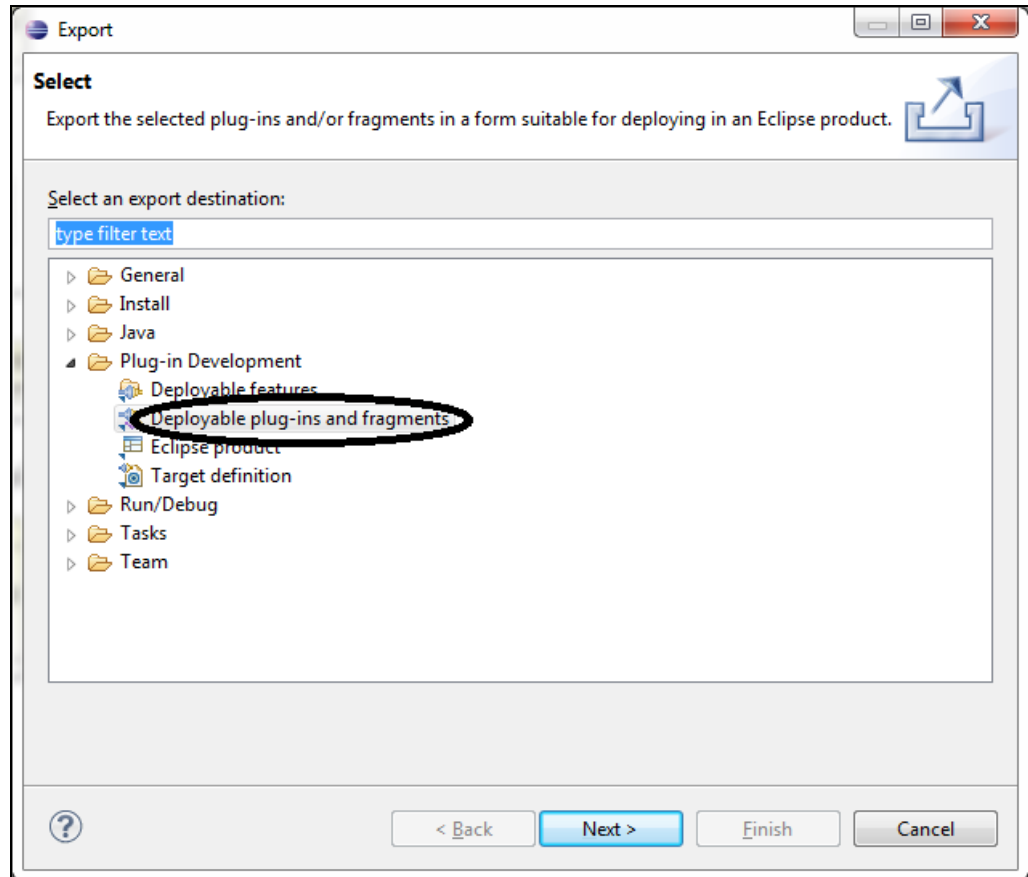 Export
Select
Export the selected plug-ins and/or fragments in a form suitable for deploying in an Eclipse product.
Select an export destination:
type filter text
General
Install
Java
Plug-in Development
Deployable features
Deployable plug-ins and fragments
Eclipse product
Target definition
Run/Debug
Tasks
Team
< Back
Next >
Finish
Cancel